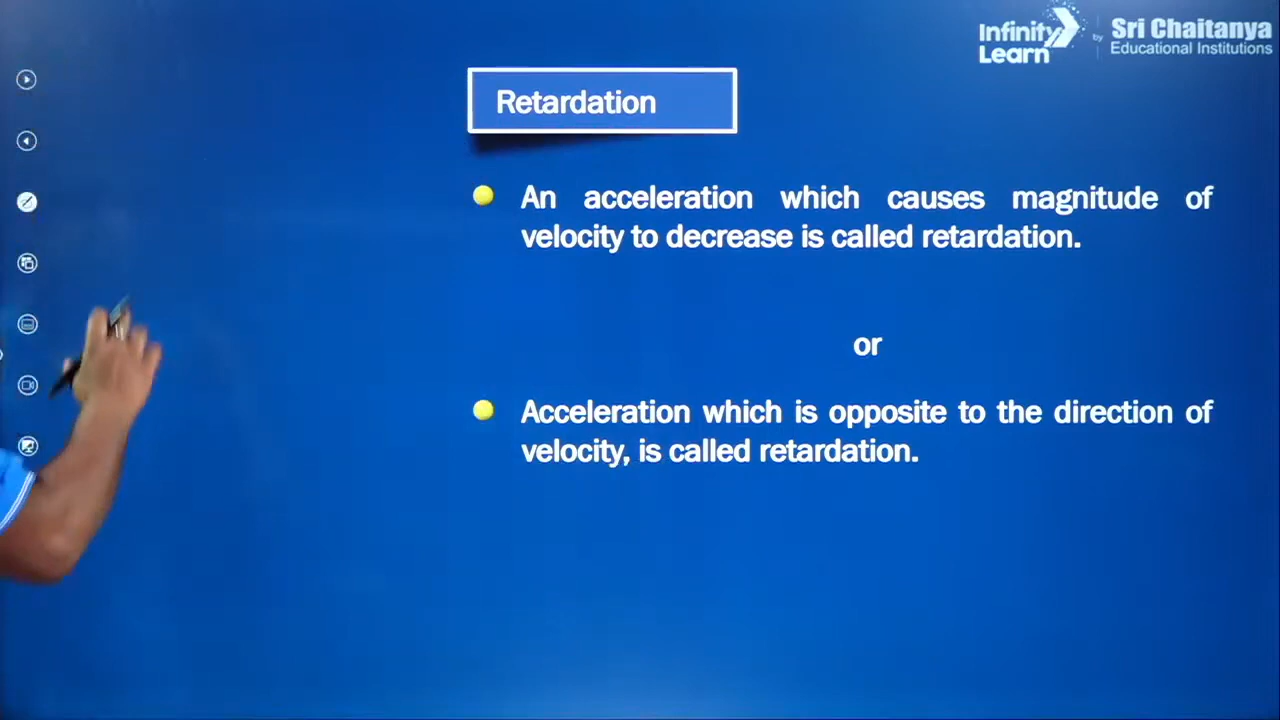 Infinity
Learn
by
Sri Chaitanya
Educational Institutions
Retardation
An acceleration which causes magnitude of
velocity to decrease is called retardation.
or
Acceleration which is opposite to the direction of
velocity, is called retardation.